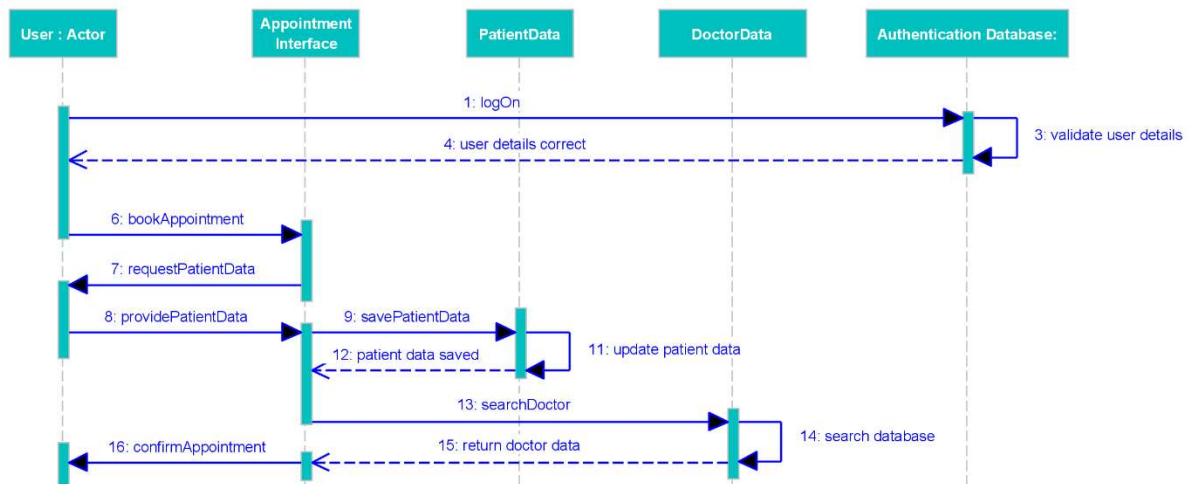 User : Actor
Appointment
Interface
PatientData
DoctorData
Authentication Database:
1: logOn
3: validate user details
4: user details correct
6: bookAppointment
7: requestPatientData
8: providePatientData
9: savePatientData
11: update patient data
12: patient data saved
13: searchDoctor
14: search database
16: confirmAppointment
15: return doctor data